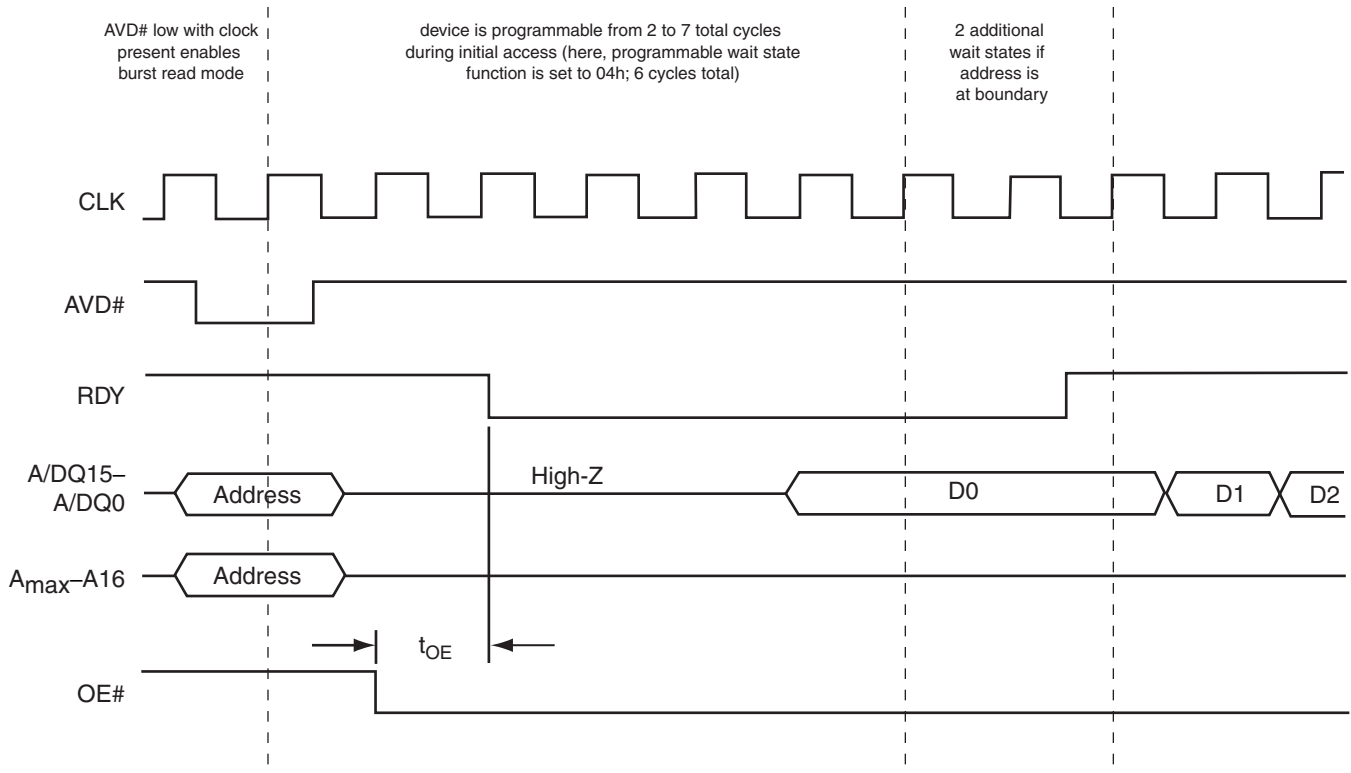 AVD# low with clock
present enables
burst read mode
device is programmable from 2 to 7 total cycles
during initial access (here, programmable wait state
function is set to 04h; 6 cycles total)
2 additional
wait states if
address is
at boundary
CLK
AVD#
RDY
A/DQ15–
A/DQ0
Address
High-Z
D0
D1
D2
Amax–A16
Address
tOE
OE#